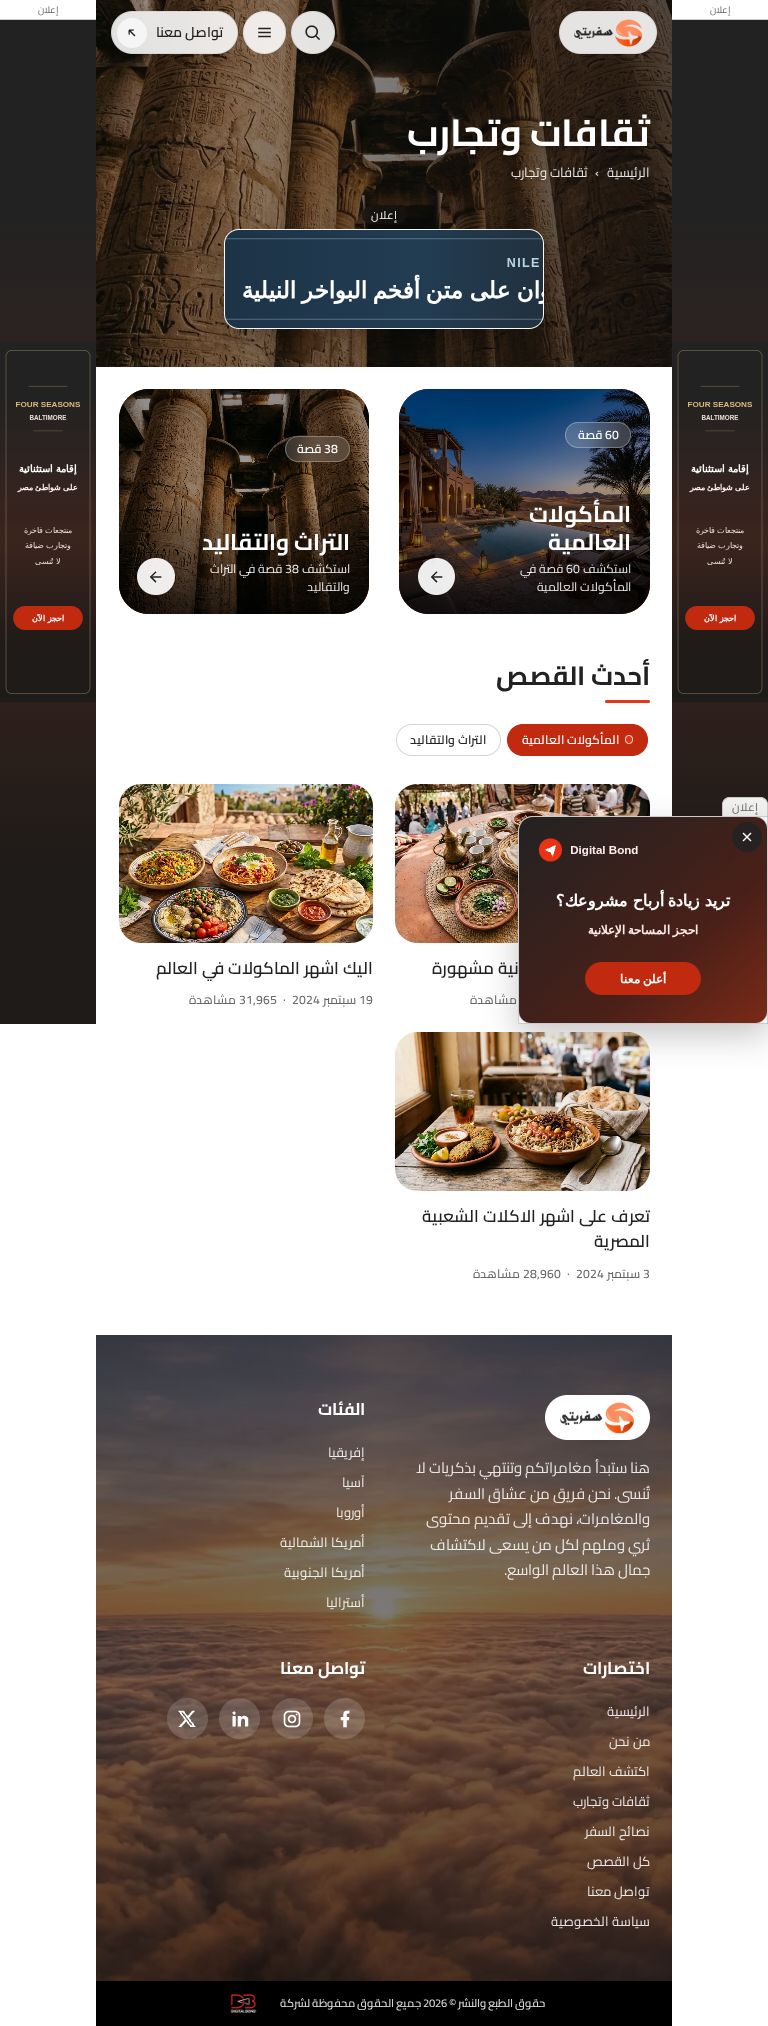 إعلان
إعلان
سفريتي
تواصل معنا
ثقافات وتجارب
الرئيسية › ثقافات وتجارب
إعلان
NILE
على متن أفخم البواخر النيلية
FOUR SEASONS
BALTIMORE
إقامة استثنائية
على شواطئ مصر
منتجعات فاخرة
وتجارب ضيافة
لا تُنسى
احجز الآن
FOUR SEASONS
BALTIMORE
إقامة استثنائية
على شواطئ مصر
منتجعات فاخرة
وتجارب ضيافة
لا تُنسى
احجز الآن
60 قصة
المأكولات
العالمية
استكشف 60 قصة في
المأكولات العالمية
38 قصة
التراث والتقاليد
استكشف 38 قصة في التراث
والتقاليد
أحدث القصص
المأكولات العالمية
التراث والتقاليد
إعلان
Digital Bond
تريد زيادة أرباح مشروعك؟
احجز المساحة الإعلانية
أعلن معنا
مشهورة
مشاهدة
اليك اشهر الماكولات في العالم
19 سبتمبر 2024 · 31,965 مشاهدة
تعرف على اشهر الاكلات الشعبية
المصرية
3 سبتمبر 2024 · 28,960 مشاهدة
سفريتي
هنا ستبدأ مغامراتكم وتنتهي بذكريات لا
تُنسى. نحن فريق من عشاق السفر
والمغامرات، نهدف إلى تقديم محتوى
ثري وملهم لكل من يسعى لاكتشاف
جمال هذا العالم الواسع.
الفئات
إفريقيا
آسيا
أوروبا
أمريكا الشمالية
أمريكا الجنوبية
أستراليا
اختصارات
الرئيسية
من نحن
اكتشف العالم
ثقافات وتجارب
نصائح السفر
كل القصص
تواصل معنا
سياسة الخصوصية
تواصل معنا
حقوق الطبع والنشر © 2026 جميع الحقوق محفوظة لشركة
DIGITAL BOND